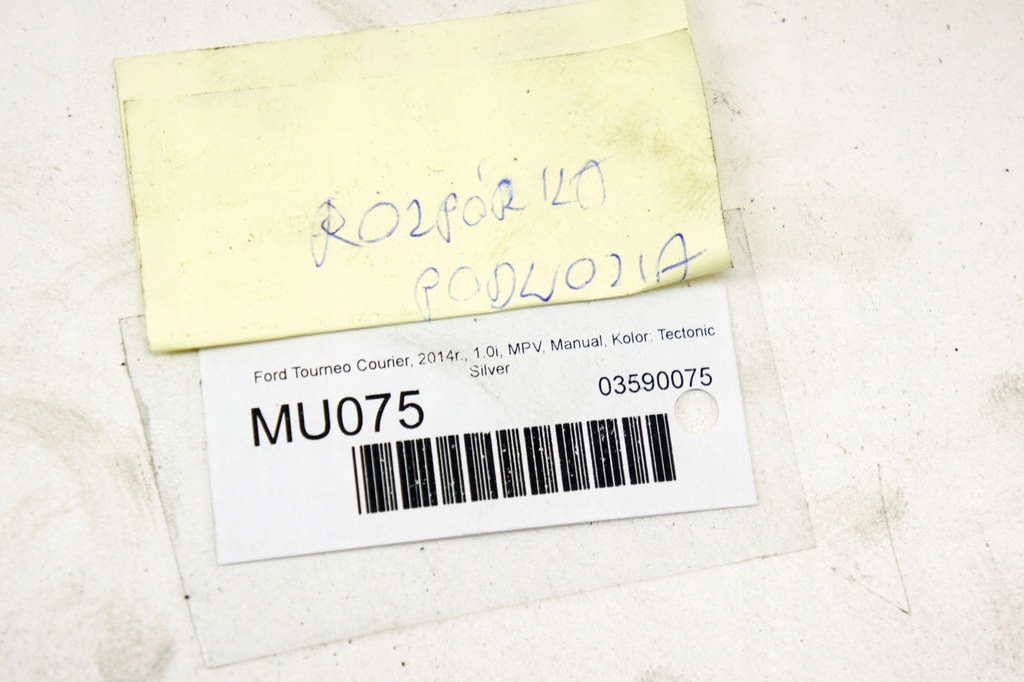 ROZPÓRKA
PODWOZIA
Ford Tourneo Courier, 2014r., 1.0i, MPV, Manual, Kolor: Tectonic
Silver
03590075
MU075